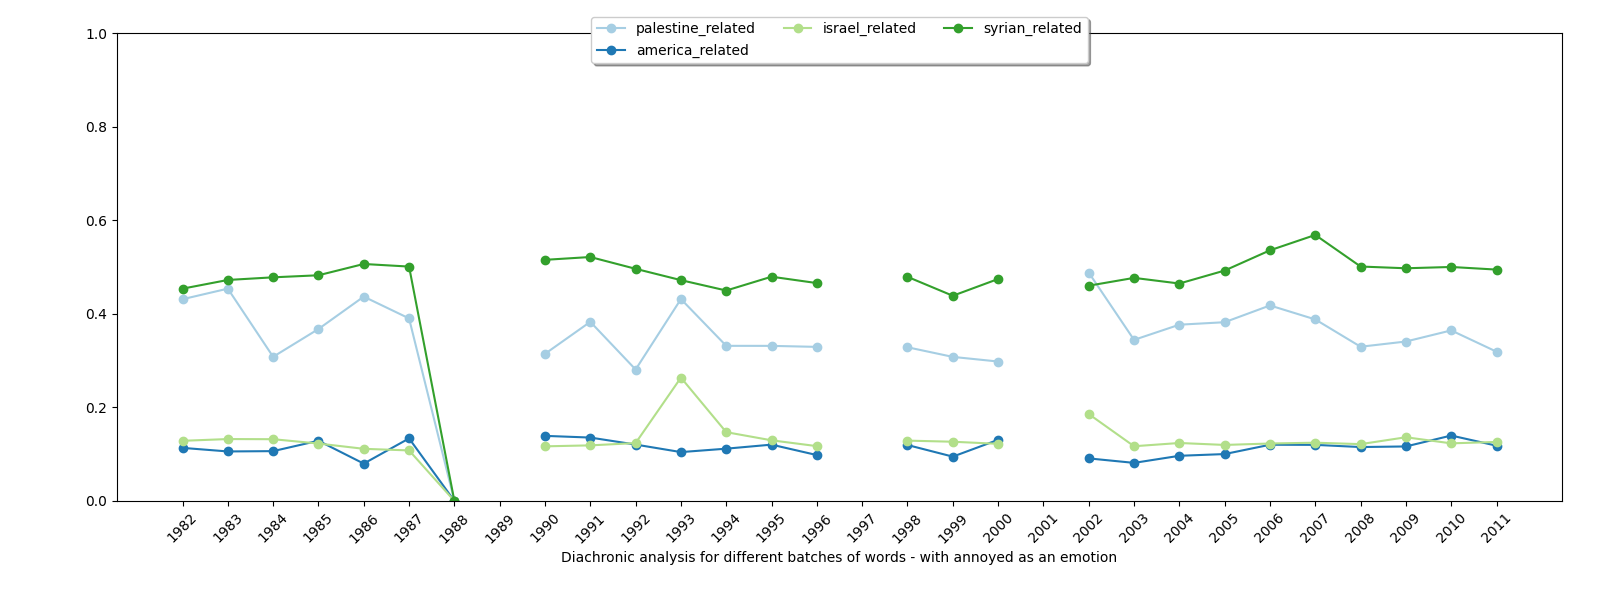 palestine_related israel_related syrian_related
america_related
1.0
0.8
0.6
0.4
0.2
0.0
1982 1983 1984 1985 1986 1987 1988 1989 1990 1991 1992 1993 1994 1995 1996 1997 1998 1999 2000 2001 2002 2003 2004 2005 2006 2007 2008 2009 2010 2011
Diachronic analysis for different batches of words - with annoyed as an emotion